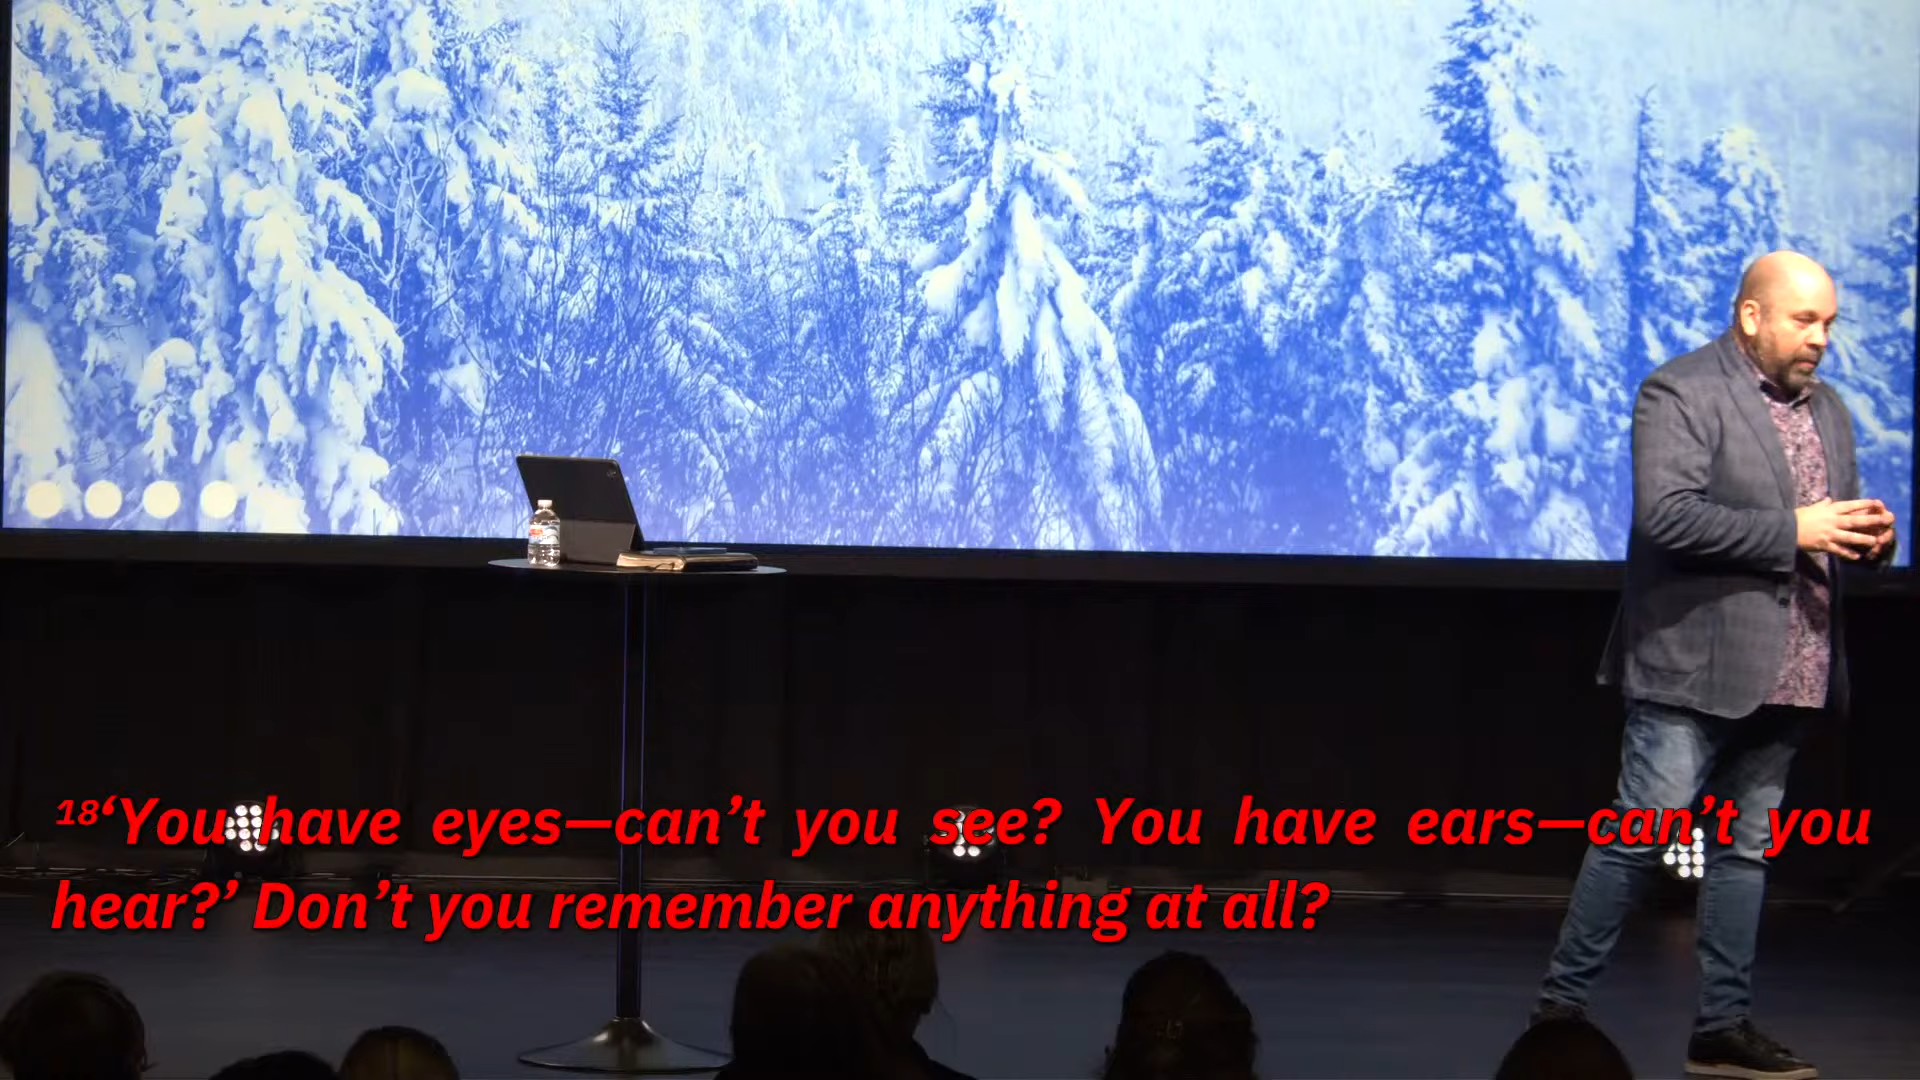 ¹⁸‘You have eyes—can’t you see? You have ears—can’t you
hear?’ Don’t you remember anything at all?